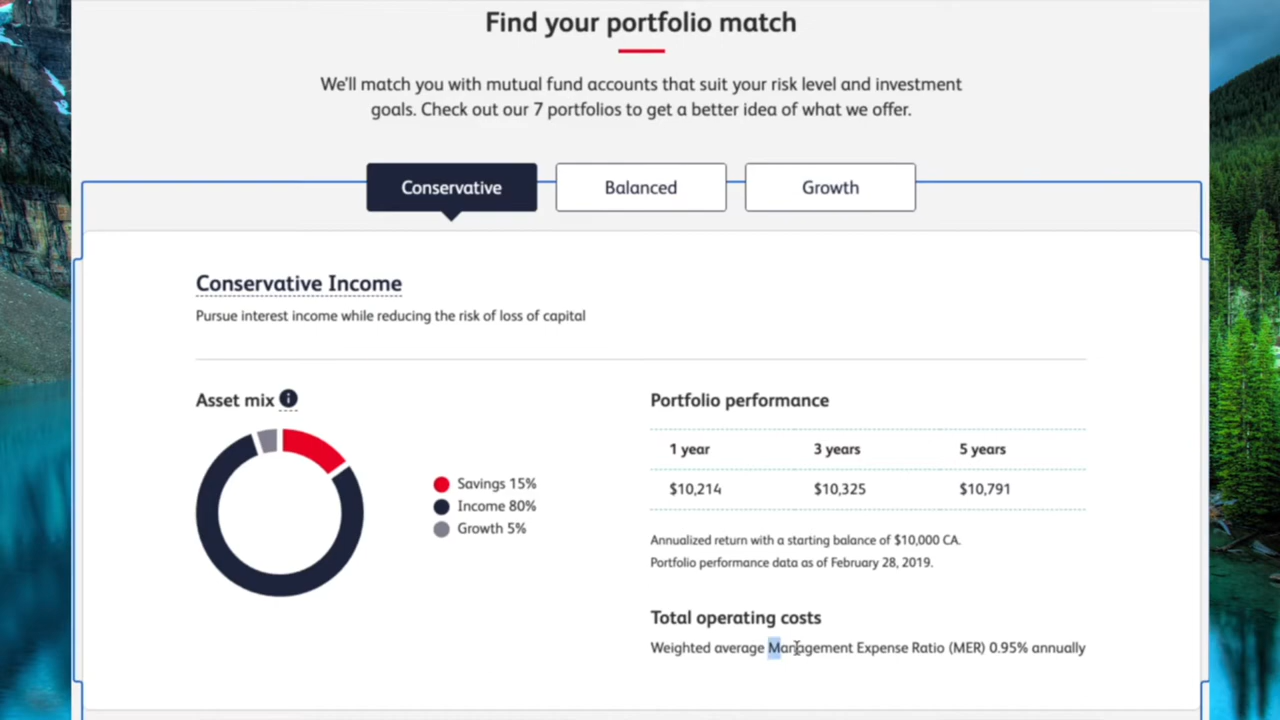 Find your portfolio match
We'll match you with mutual fund accounts that suit your risk level and investment
goals. Check out our 7 portfolios to get a better idea of what we offer.
Conservative
Balanced
Growth
Conservative Income
Pursue interest income while reducing the risk of loss of capital
Asset mix
Savings 15%
Income 80%
Growth 5%
Portfolio performance
1 year 3 years 5 years
$10,214 $10,325 $10,791
Annualized return with a starting balance of $10,000 CA.
Portfolio performance data as of February 28, 2019.
Total operating costs
Weighted average Management Expense Ratio (MER) 0.95% annually